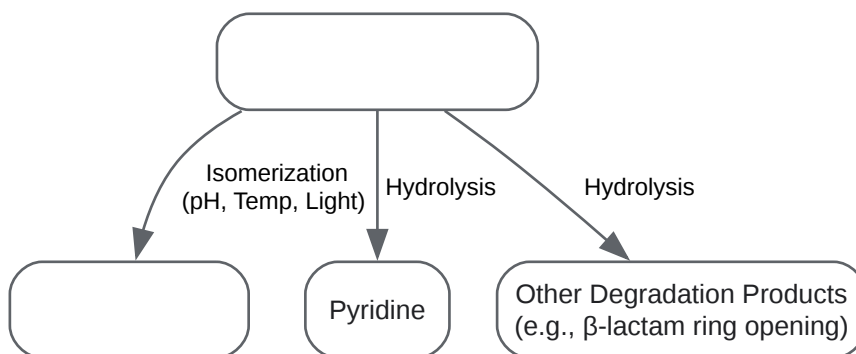 Isomerization
(pH, Temp, Light)
Hydrolysis
Hydrolysis
Pyridine
Other Degradation Products
(e.g., β-lactam ring opening)